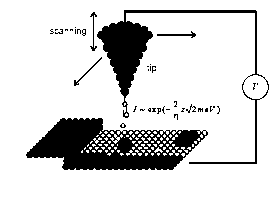 scanning
tip
I ~ exp(-2/η z√2meV)
V